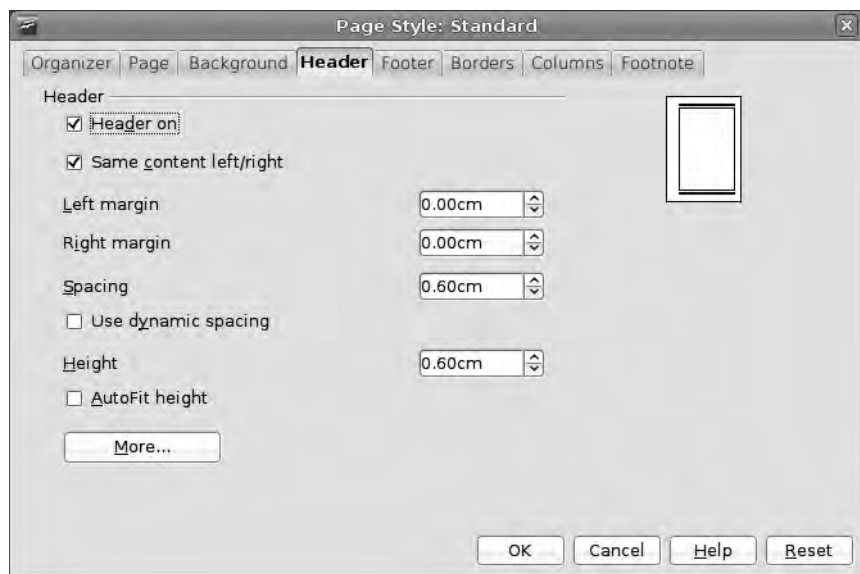 Page Style: Standard
Organizer Page Background Header Footer Borders Columns Footnote
Header
Header on
Same content left/right
Left margin 0.00cm
Right margin 0.00cm
Spacing 0.60cm
Use dynamic spacing
Height 0.60cm
AutoFit height
More...
OK Cancel Help Reset